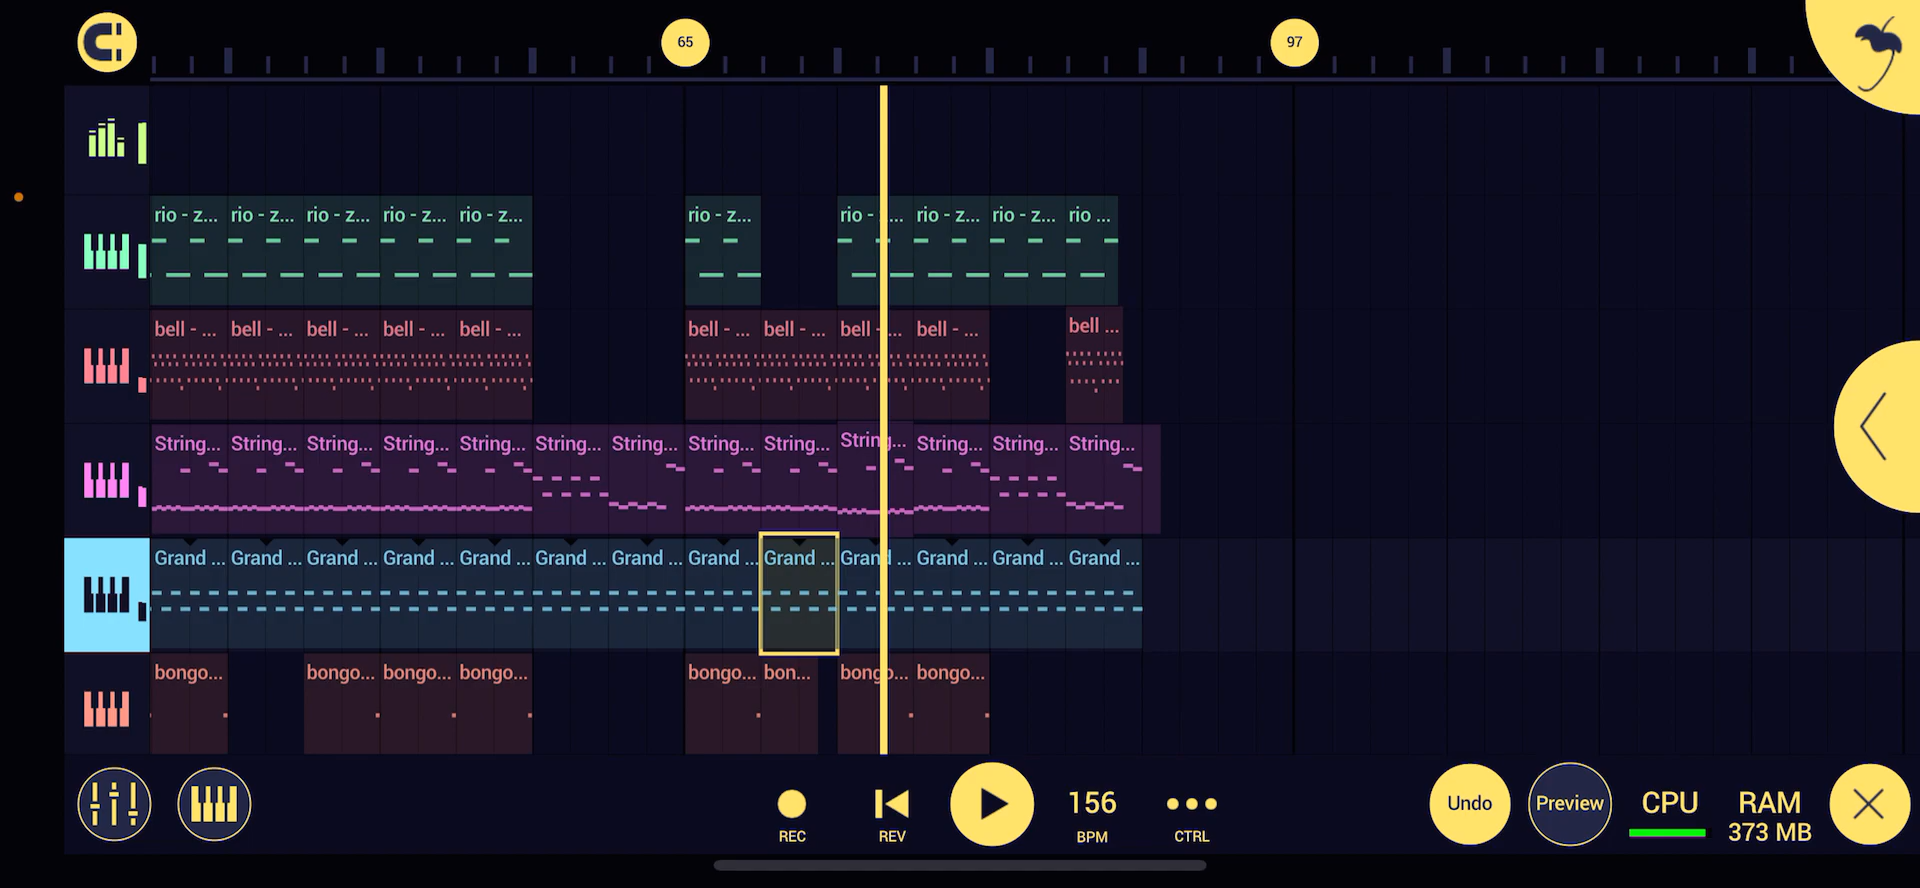 65 97
rio - z... rio - z... rio - z... rio - z... rio - z... rio - z... rio - z... rio - z... rio - z... rio ...
bell - ... bell - ... bell - ... bell - ... bell - ... bell - ... bell - ... bell - ... bell - ... bell ...
String... String... String... String... String... String... String... String... String... String... String... String... String...
Grand ... Grand ... Grand ... Grand ... Grand ... Grand ... Grand ... Grand ... Grand ... Grand ... Grand ... Grand ... Grand ...
bongo... bongo... bongo... bongo... bongo... bon... bongo... bongo...
REC
REV
156
BPM
CTRL
Undo
Preview
CPU
RAM
373 MB